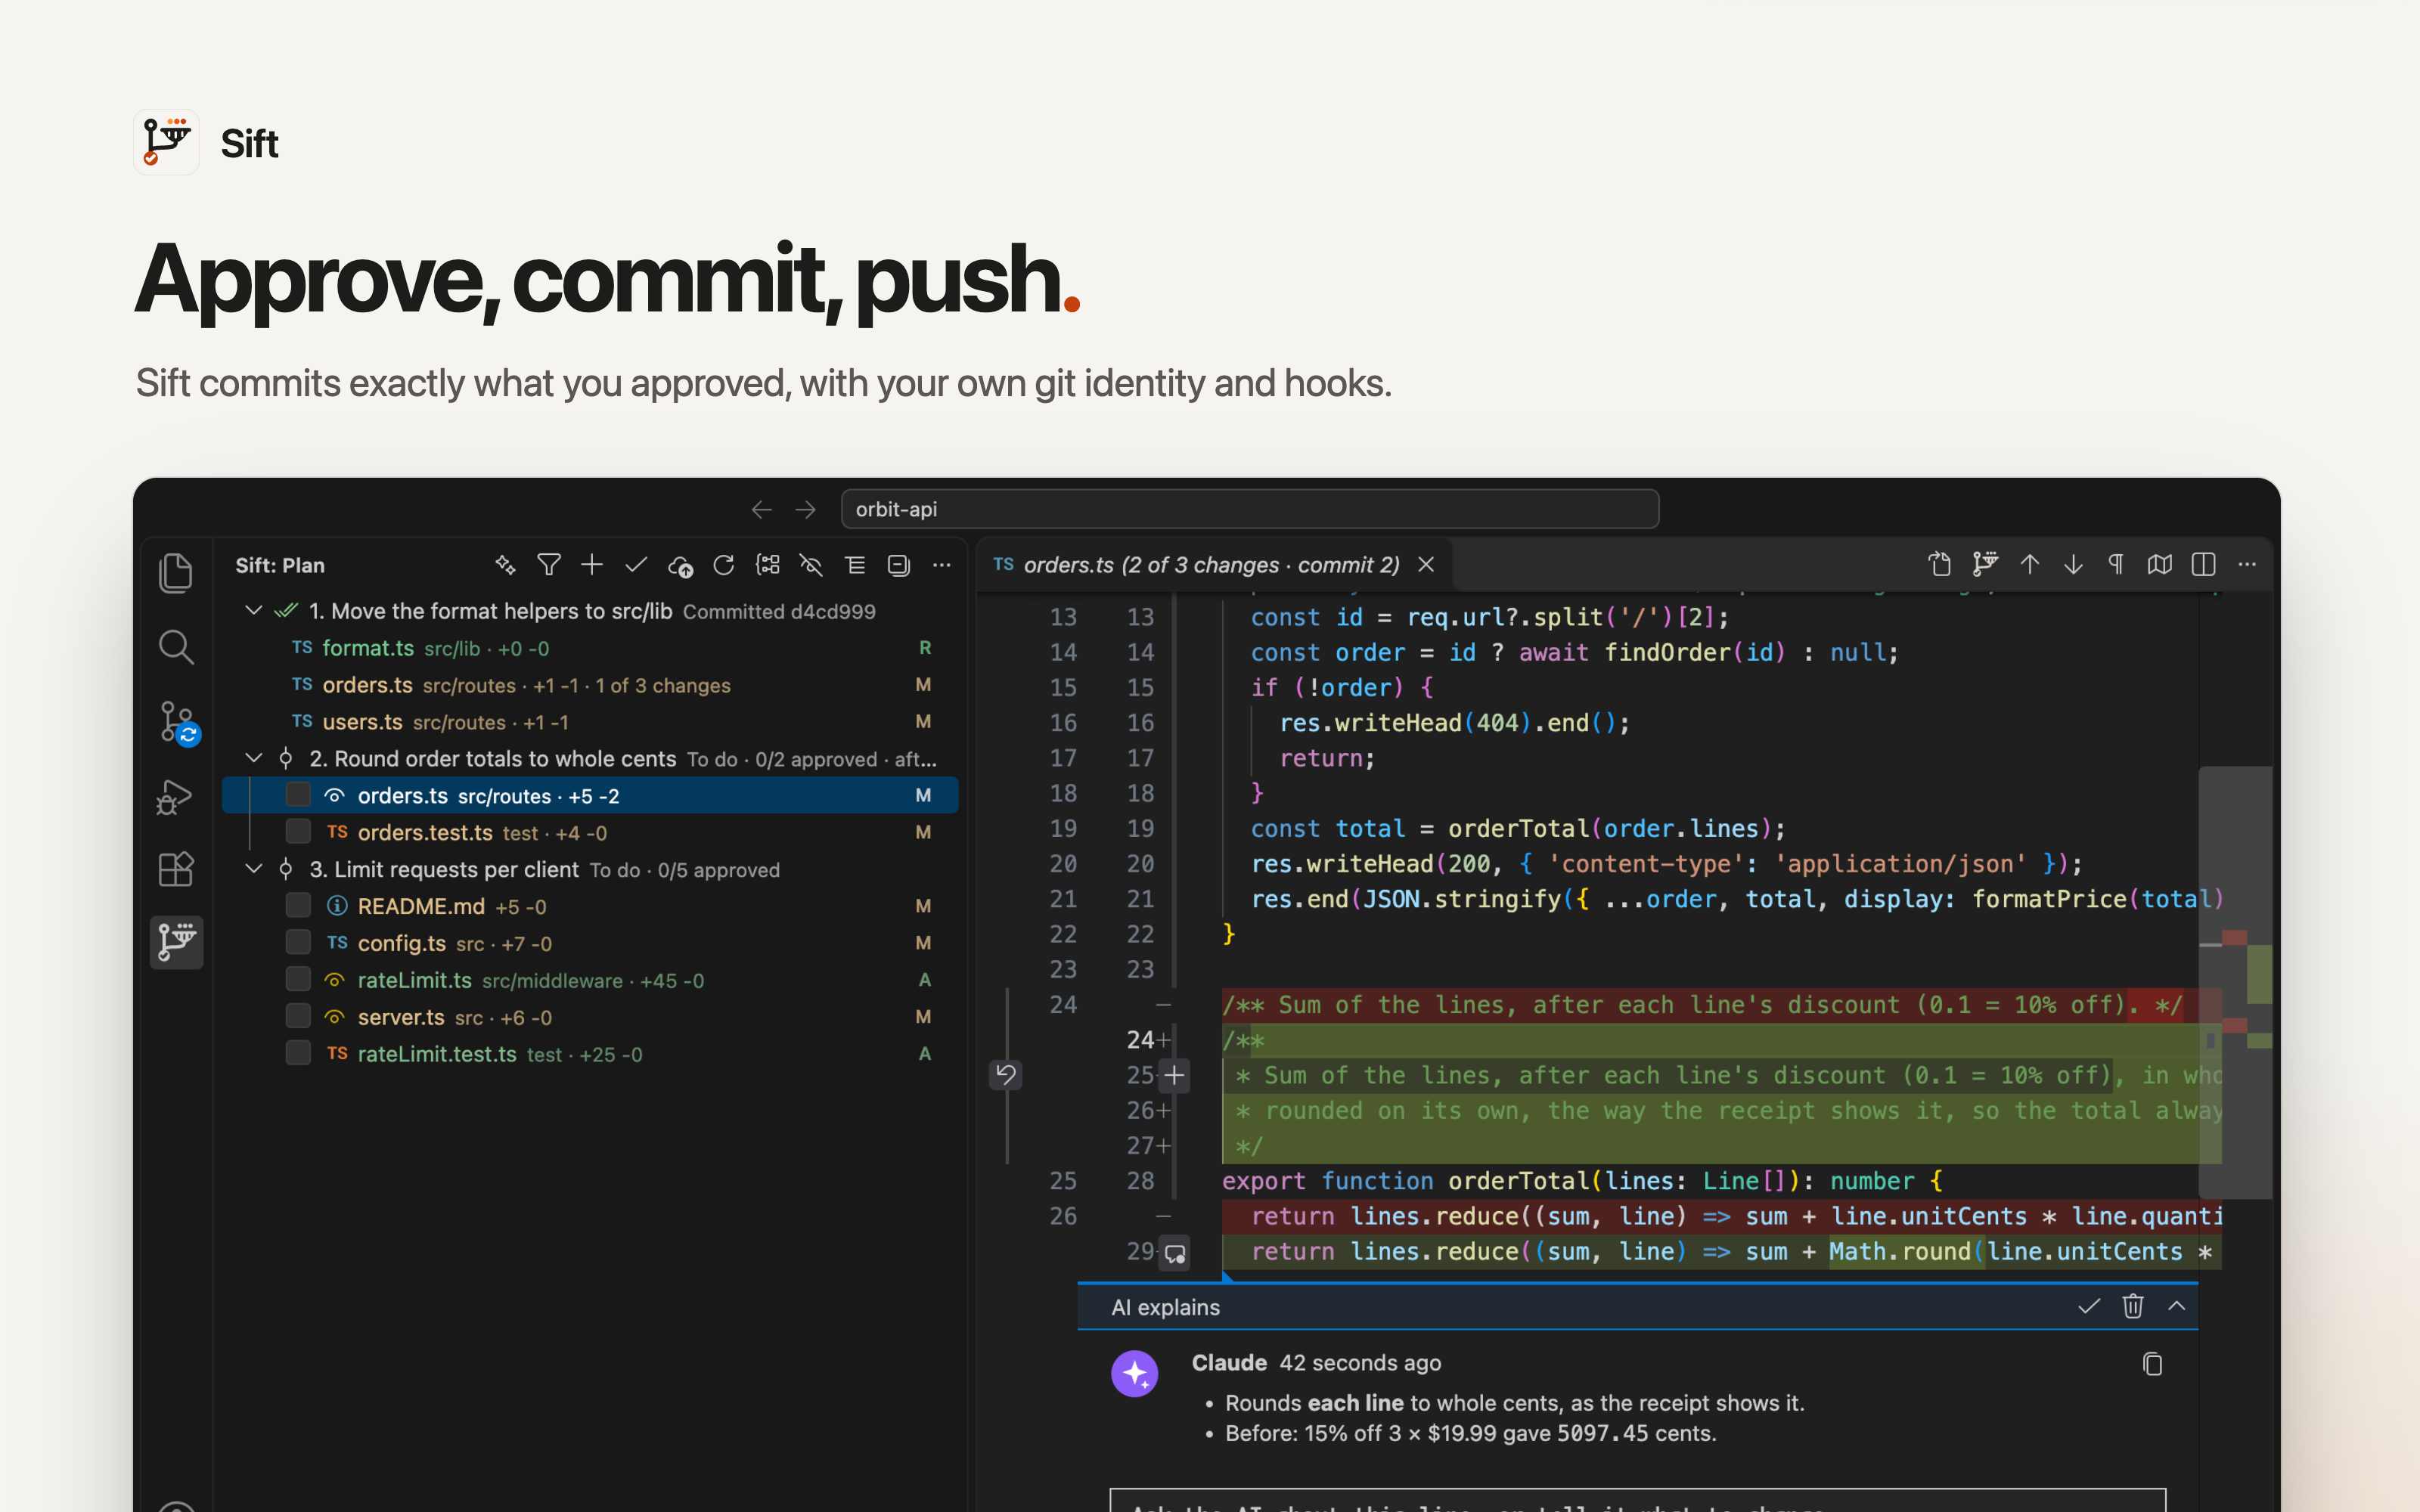 Sift
Approve, commit, push.
Sift commits exactly what you approved, with your own git identity and hooks.
orbit-api
Sift: Plan
1. Move the format helpers to src/lib Committed d4cd999
TS format.ts src/lib · +0 -0 R
TS orders.ts src/routes · +1 -1 · 1 of 3 changes M
TS users.ts src/routes · +1 -1 M
2. Round order totals to whole cents To do · 0/2 approved · aft...
orders.ts src/routes · +5 -2 M
TS orders.test.ts test · +4 -0 M
3. Limit requests per client To do · 0/5 approved
README.md +5 -0 M
TS config.ts src · +7 -0 M
rateLimit.ts src/middleware · +45 -0 A
server.ts src · +6 -0 M
TS rateLimit.test.ts test · +25 -0 A
TS orders.ts (2 of 3 changes · commit 2)
13 13 const id = req.url?.split('/')[2];
14 14 const order = id ? await findOrder(id) : null;
15 15 if (!order) {
16 16 res.writeHead(404).end();
17 17 return;
18 18 }
19 19 const total = orderTotal(order.lines);
20 20 res.writeHead(200, { 'content-type': 'application/json' });
21 21 res.end(JSON.stringify({ ...order, total, display: formatPrice(total)
22 22 }
23 23
24 − /** Sum of the lines, after each line's discount (0.1 = 10% off). */
24+ /**
25 * Sum of the lines, after each line's discount (0.1 = 10% off), in
26+ * rounded on its own, the way the receipt shows it, so the total
27+ */
25 28 export function orderTotal(lines: Line[]): number {
26 − return lines.reduce((sum, line) => sum + line.unitCents * line.quanti
29 return lines.reduce((sum, line) => sum + Math.round(line.unitCents *
AI explains
Claude 42 seconds ago
• Rounds each line to whole cents, as the receipt shows it.
• Before: 15% off 3 × $19.99 gave 5097.45 cents.